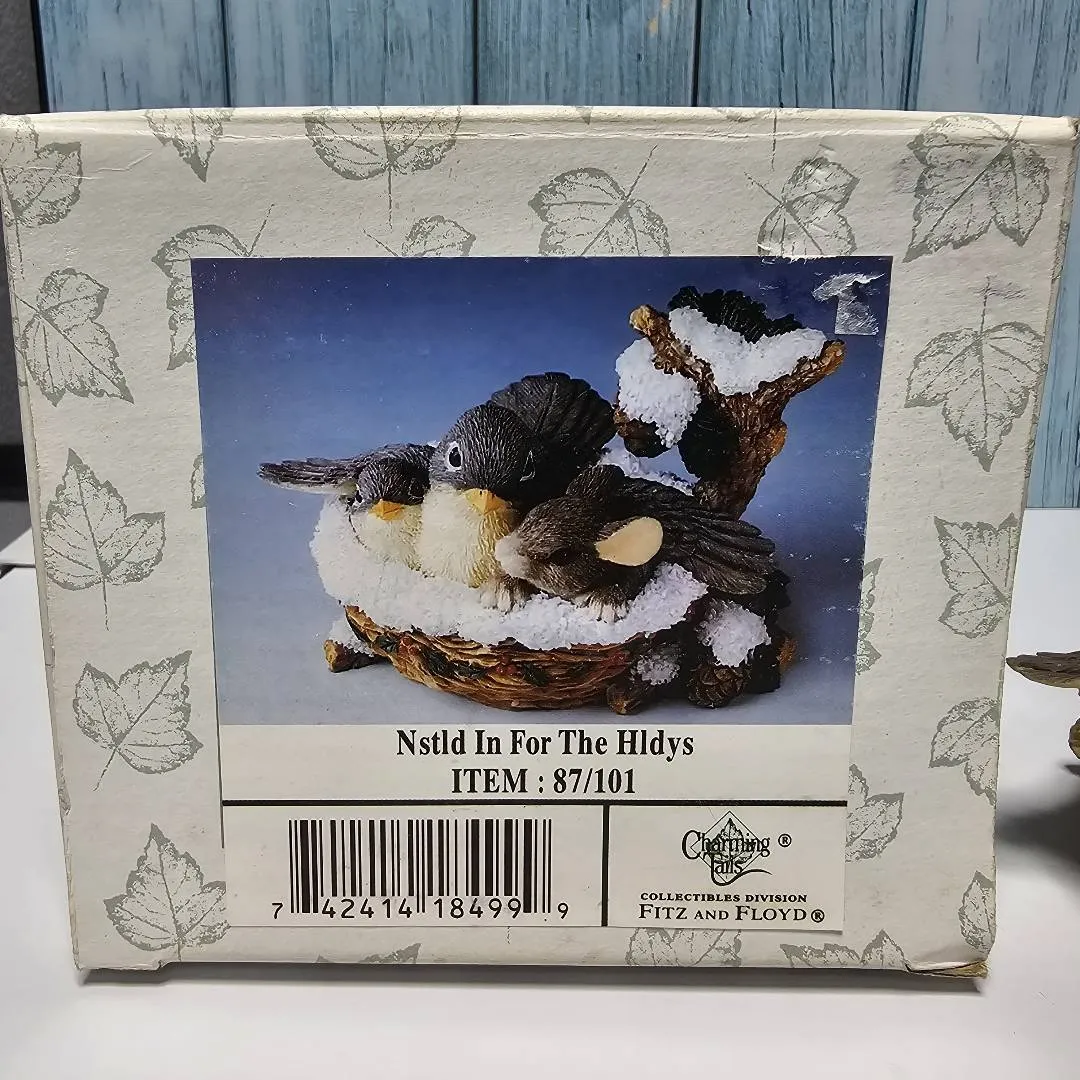 Nstld In For The Hldys
ITEM : 87/101
7 42414 18499 9
Charming ®
Tails
COLLECTIBLES DIVISION
FITZ AND FLOYD®